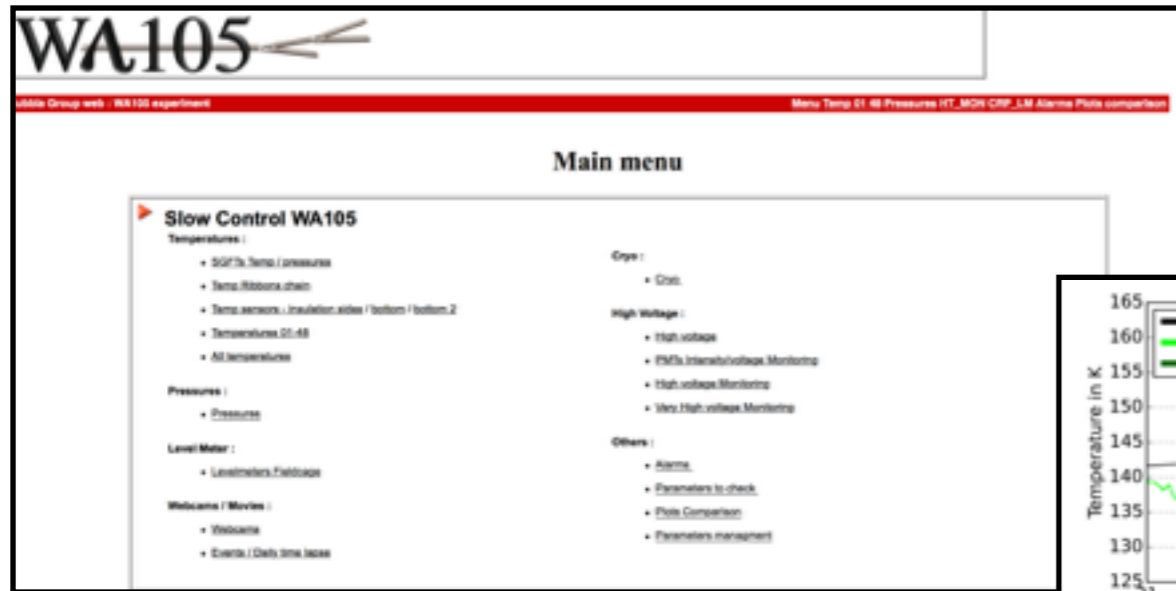 WA105
Group web : WA105 experiment
Menu Temp 01 48 Pressures HT_MON CRP_LM Alarms Plots comparison
Main menu
Slow Control WA105
Temperatures :
SGFTs Temp / pressures
Temp Ribbons chain
Temp sensors - insulation sides / bottom / bottom 2
Temperatures 01-48
All temperatures
Pressures :
Pressures
Level Meter :
Levelmeters Fieldcage
Webcams / Movies :
Webcams
Events / Daily time lapse
Cryo :
Cryo
High Voltage :
High voltage
PMTs Intensity/voltage Monitoring
High voltage Monitoring
Very High voltage Monitoring
Others :
Alarms
Parameters to check
Plots Comparison
Parameters managment
Temperature in K
165
160
155
150
145
140
135
130
125